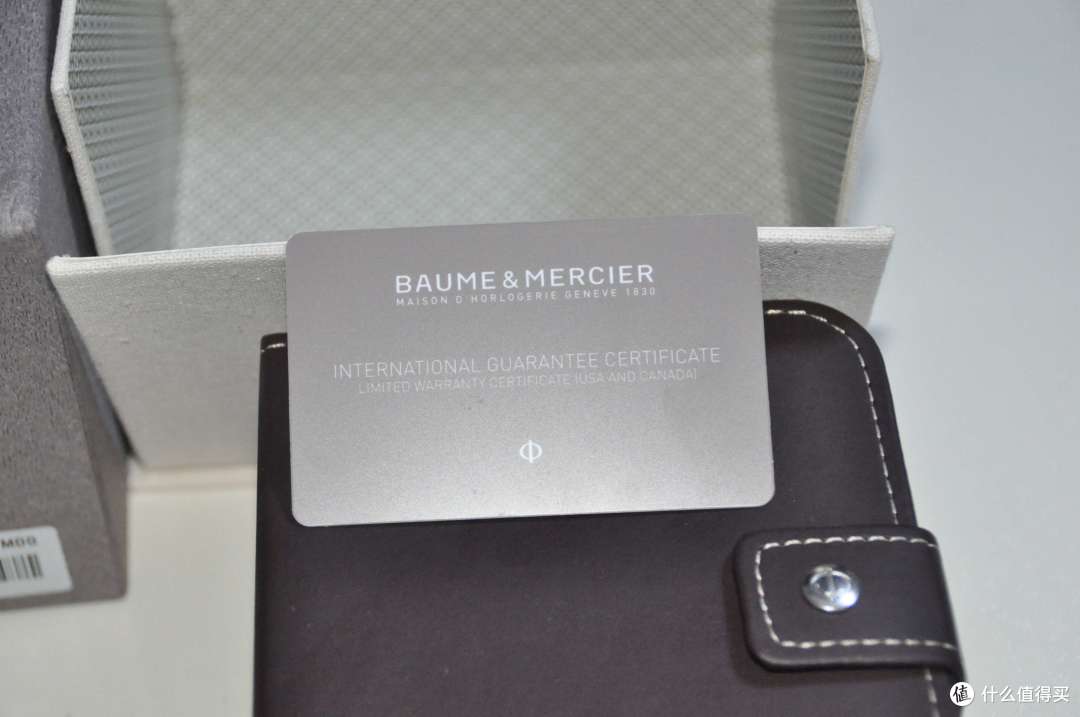 BAUME & MERCIER
MAISON D HORLOGERIE GENEVE 1830
INTERNATIONAL GUARANTEE CERTIFICATE
LIMITED WARRANTY CERTIFICATE (USA AND CANADA)
M00
值 什么值得买